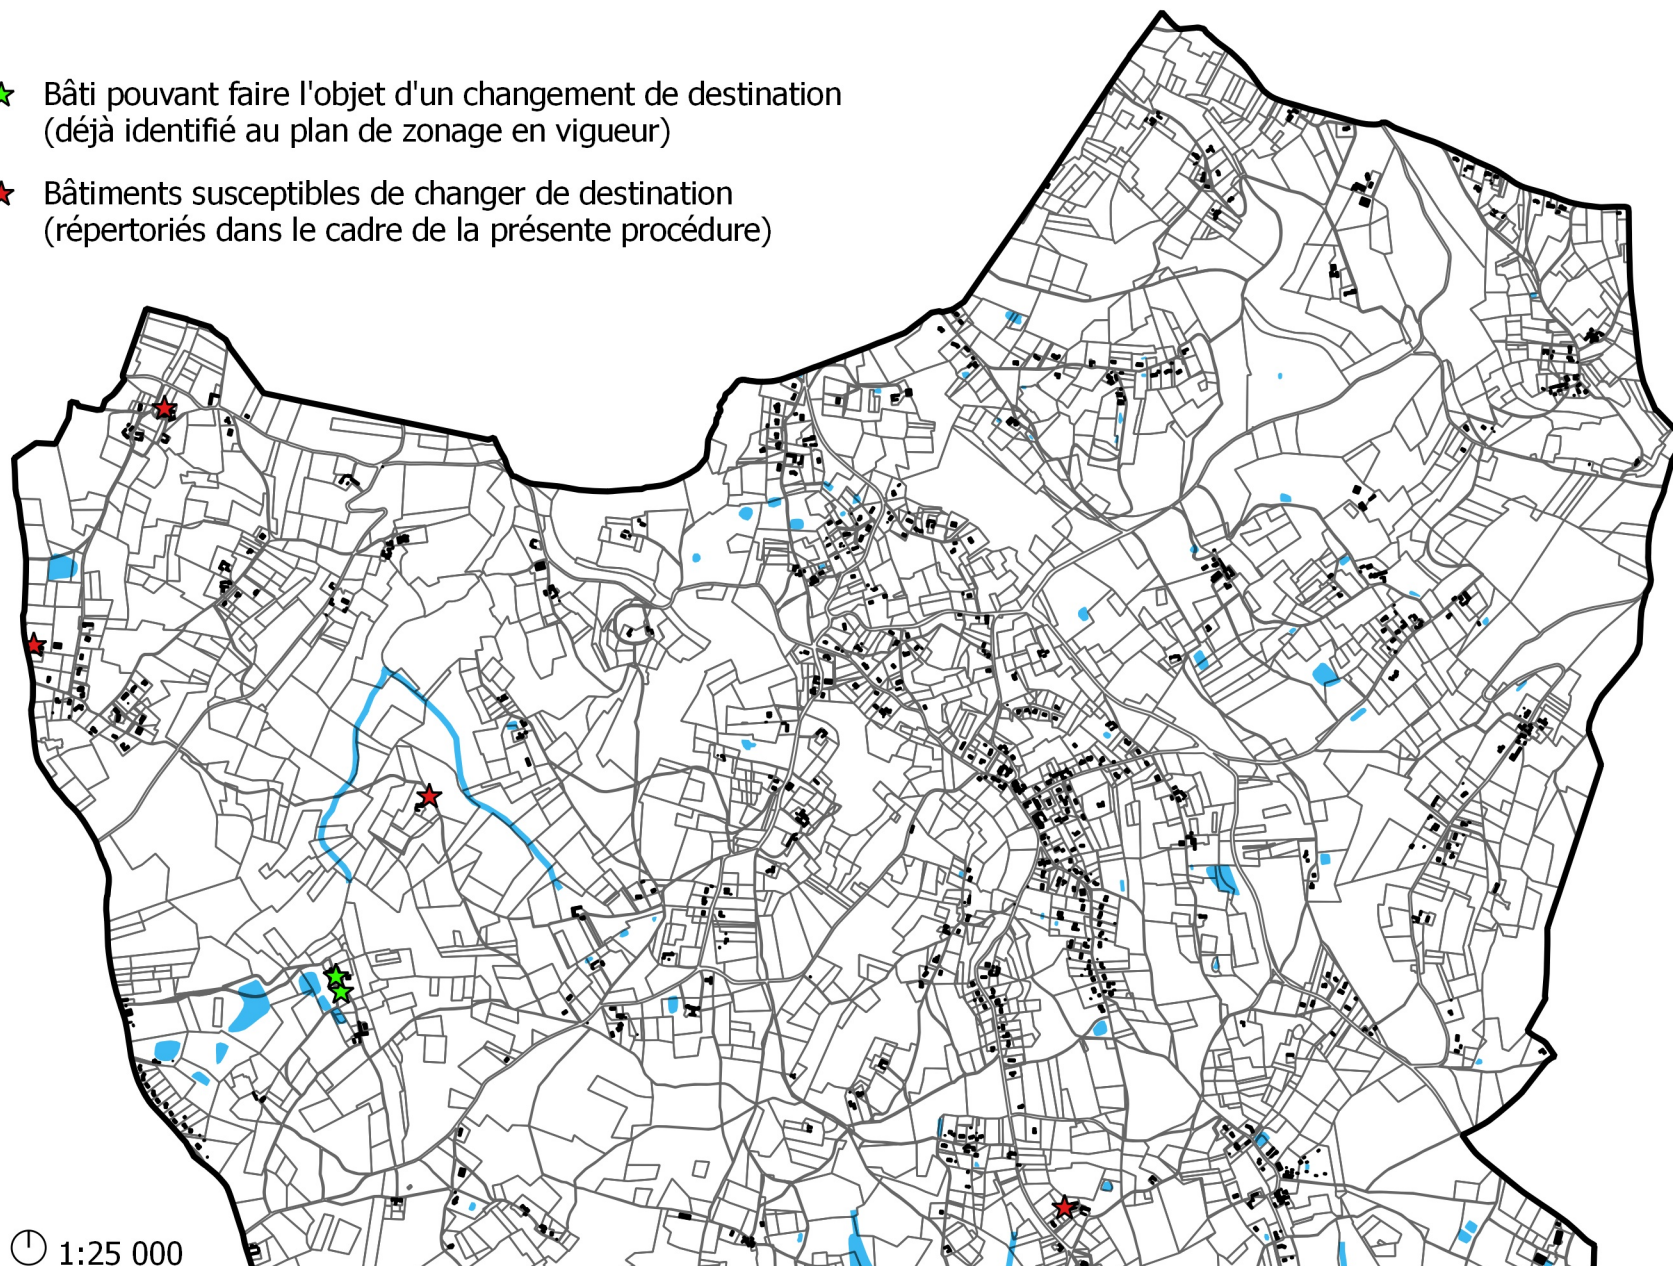 Bâti pouvant faire l'objet d'un changement de destination
(déjà identifié au plan de zonage en vigueur)
Bâtiments susceptibles de changer de destination
(répertoriés dans le cadre de la présente procédure)
1:25 000